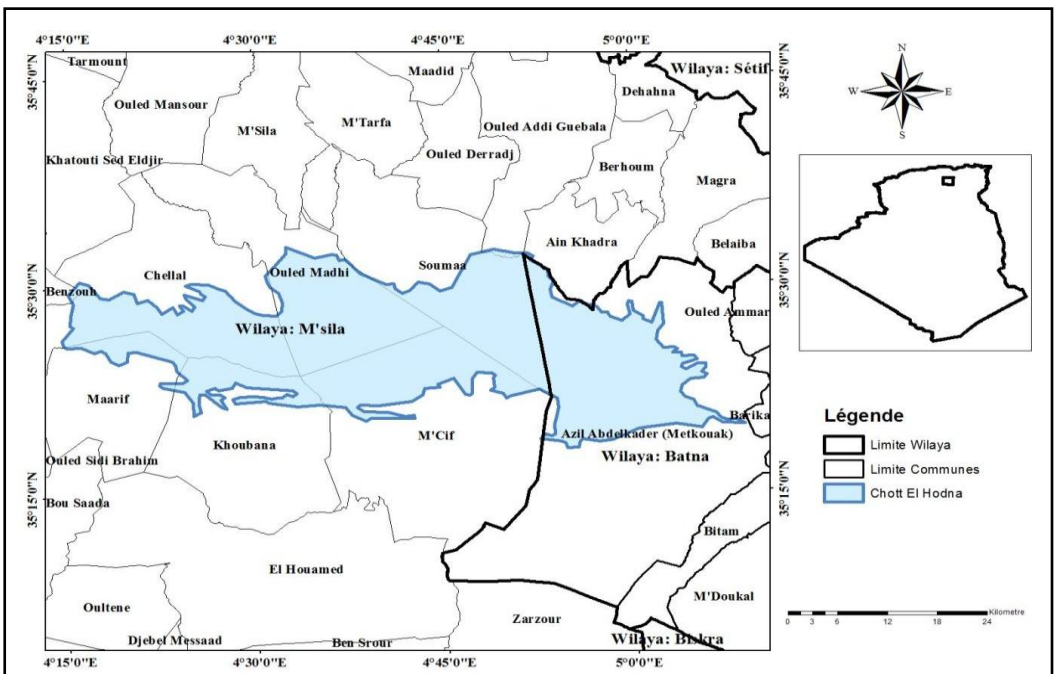 4°15'0"E 4°30'0"E 4°45'0"E 5°0'0"E
35°45'0"N
35°30'0"N
35°15'0"N
Tarmount
Maadid
Wilaya: Sétif
Dehahna
Ouled Mansour
M'Sila
M'Tarfa
Ouled Addi Guebala
Khatouti Sed Eldjir
Ouled Derradj
Berhoum
Magra
Ain Khadra
Belaiba
Chellal
Ouled Madhi
Soumaa
Benzouh
Ouled Ammar
Wilaya: M'sila
Maarif
Barika
Khoubana
M'Cif
Azil Abdelkader (Metkouak)
Wilaya: Batna
Ouled Sidi Brahim
Bou Saada
Bitam
El Houamed
M'Doukal
Oultene
Zarzour
Djebel Messaad
Ben Srour
Wilaya: Biskra
4°15'0"E 4°30'0"E 4°45'0"E 5°0'0"E
35°45'0"N
35°30'0"N
35°15'0"N
N
W E
S
Légende
Limite Wilaya
Limite Communes
Chott El Hodna
Kilometre
0 3 6 12 18 24